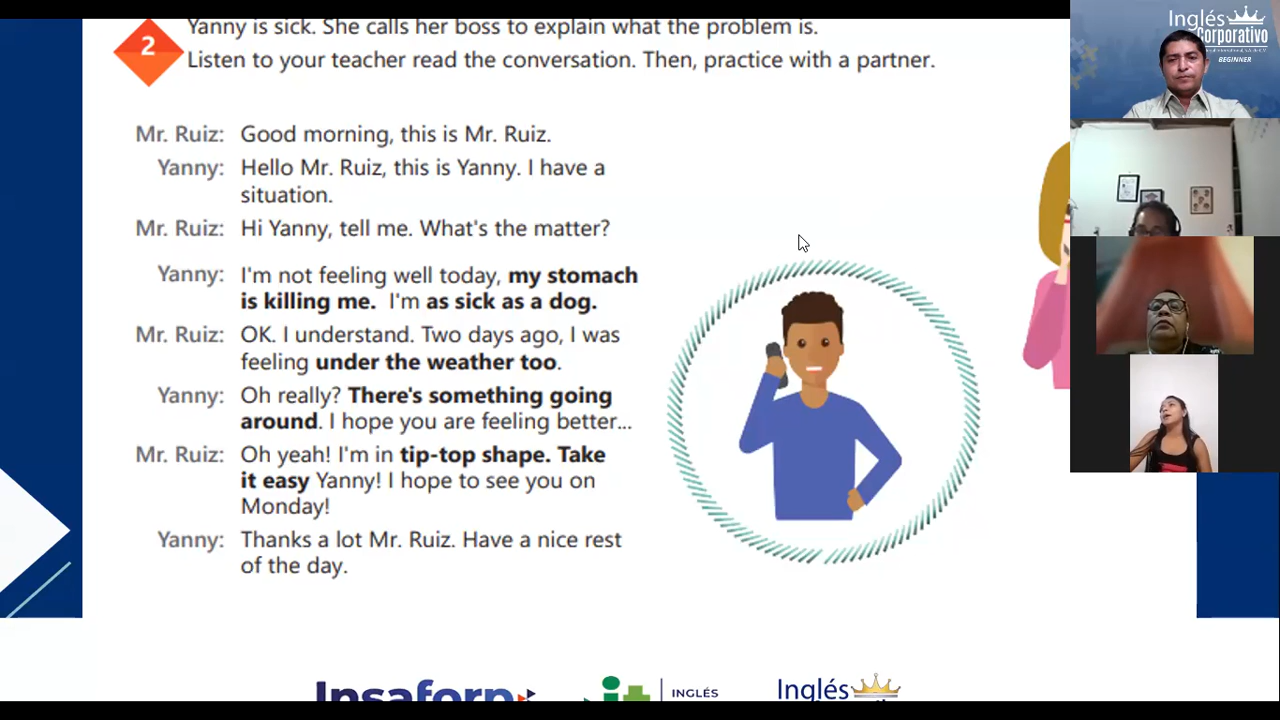 Yanny is sick. She calls her boss to explain what the problem is.
2
Listen to your teacher read the conversation. Then, practice with a partner.
Mr. Ruiz: Good morning, this is Mr. Ruiz.
Yanny: Hello Mr. Ruiz, this is Yanny. I have a
situation.
Mr. Ruiz: Hi Yanny, tell me. What's the matter?
Yanny: I'm not feeling well today, my stomach
is killing me. I'm as sick as a dog.
Mr. Ruiz: OK. I understand. Two days ago, I was
feeling under the weather too.
Yanny: Oh really? There's something going
around. I hope you are feeling better...
Mr. Ruiz: Oh yeah! I'm in tip-top shape. Take
it easy Yanny! I hope to see you on
Monday!
Yanny: Thanks a lot Mr. Ruiz. Have a nice rest
of the day.
Insaforp
it
INGLÉS
Inglés
Inglés
Corporativo
BEGINNER